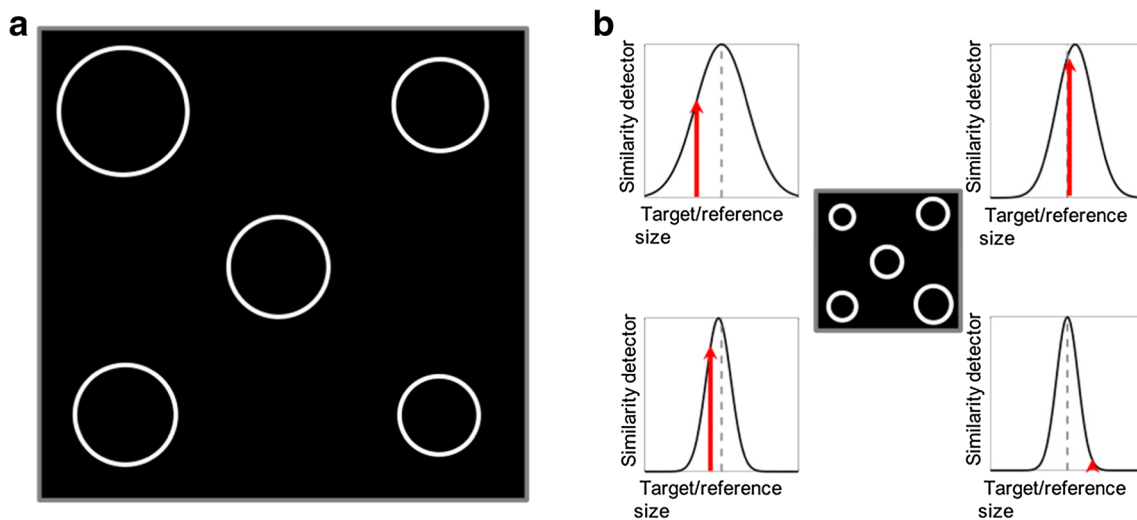 a
b
Similarity detector
Target/reference
size
Similarity detector
Target/reference
size
Similarity detector
Target/reference
size
Similarity detector
Target/reference
size